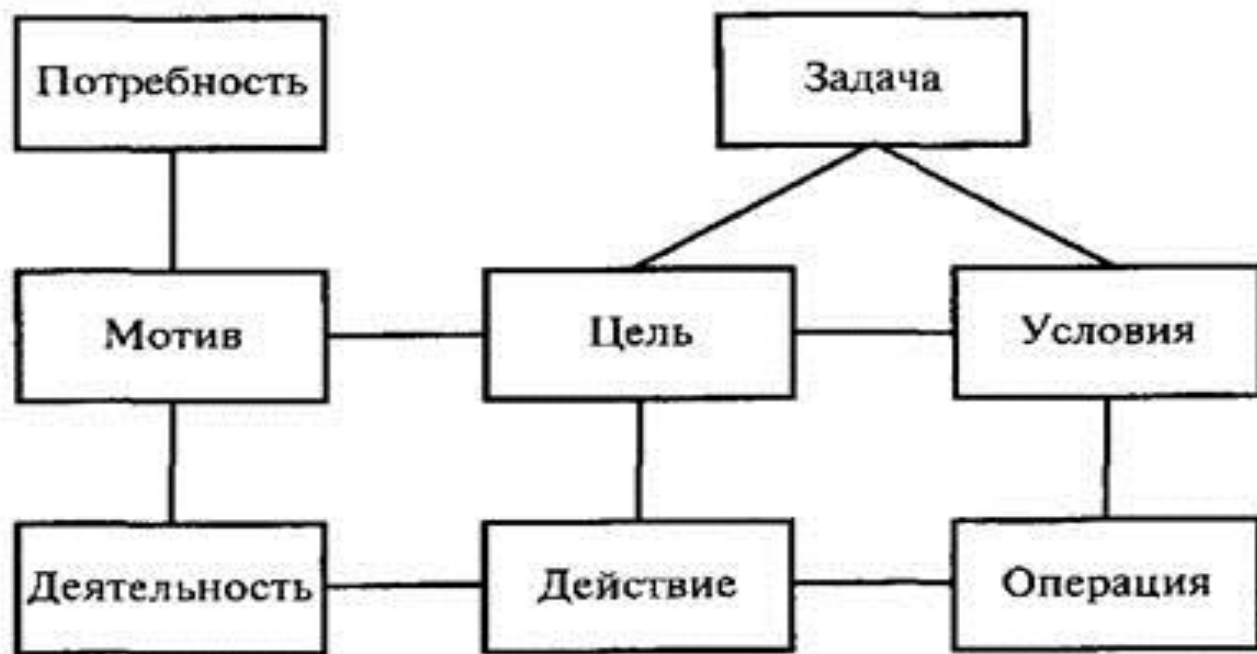 Потребность
Задача
Мотив
Цель
Условия
Деятельность
Действие
Операция